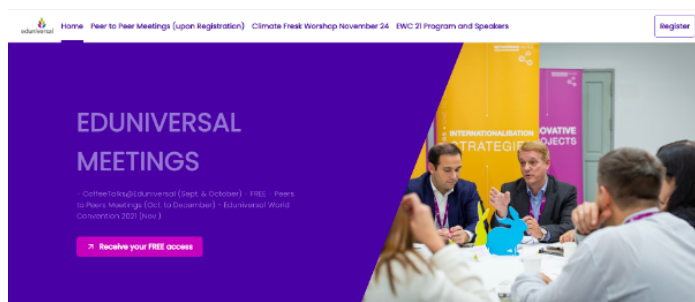 eduniversal
Home Peer to Peer Meetings (upon Registration) Climate Fresk Worshop November 24 EWC 21 Program and Speakers
Register
EDUNIVERSAL
MEETINGS
- CoffeeTalks@Eduniversal (Sept. & October) - FREE - Peers
to Peers Meetings (Oct. to December) - Eduniversal World
Convention 2021 (Nov.)
Receive your FREE access
INTERNATIONALISATION
STRATEGIES
OVATIVE
OJECTS